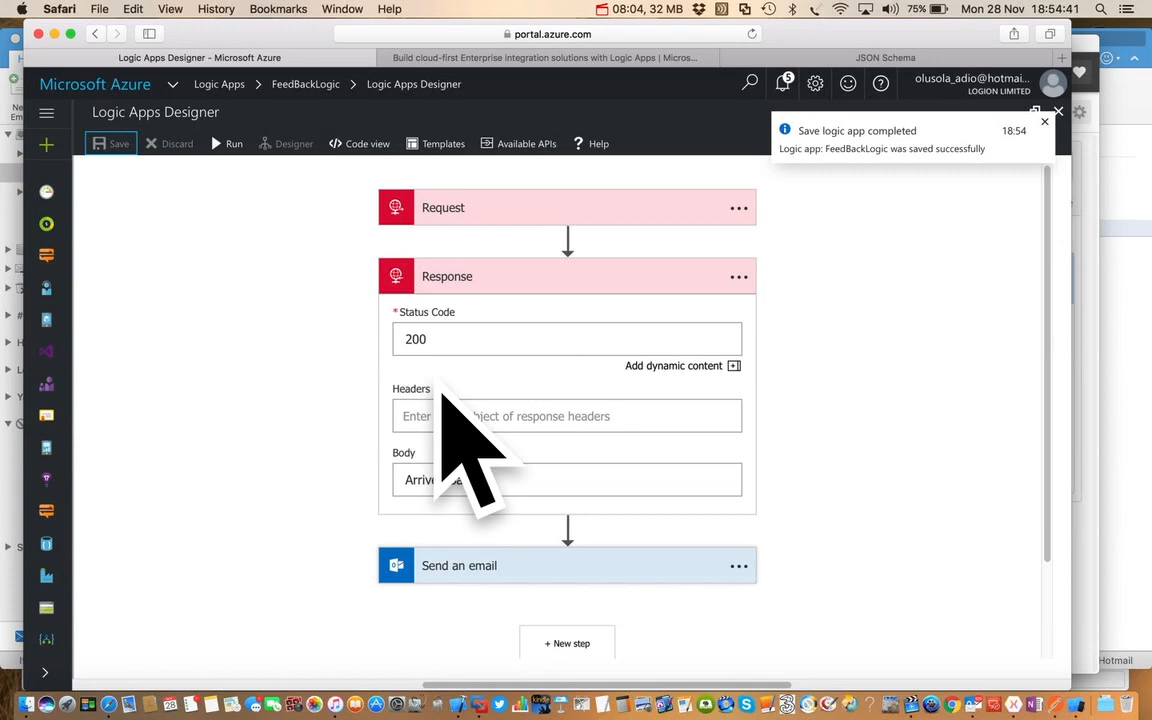 Safari File Edit View History Bookmarks Window Help 08:04, 32 MB 75% Mon 28 Nov 18:54:41
portal.azure.com
Logic Apps Designer - Microsoft Azure Build cloud-first Enterprise integration solutions with Logic Apps | Micros... JSON Schema
Microsoft Azure Logic Apps FeedBackLogic Logic Apps Designer 5 olusola_adio@hotmai...
LOGION LIMITED
Logic Apps Designer
Save Discard Run Designer Code view Templates Available APIs Help
Save logic app completed 18:54
Logic app: FeedBackLogic was saved successfully
Request
Response
*Status Code
200
Add dynamic content
Headers
Enter of response headers
Body
Send an email
+ New step
Hotmail